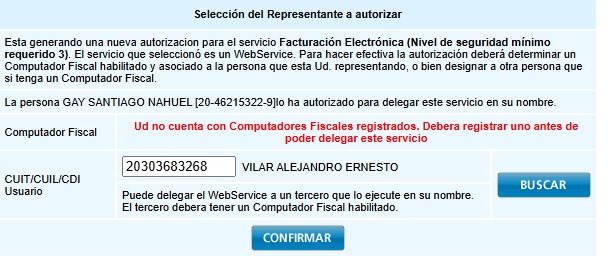 Selección del Representante a autorizar
Esta generando una nueva autorizacion para el servicio Facturación Electrónica (Nivel de seguridad mínimo
requerido 3). El servicio que seleccionó es un WebService. Para hacer efectiva la autorización deberá determinar un
Computador Fiscal habilitado y asociado a la persona que esta Ud. representando, o bien designar a otra persona que
si tenga un Computador Fiscal.
La persona GAY SANTIAGO NAHUEL [20-46215322-9]lo ha autorizado para delegar este servicio en su nombre.
Computador Fiscal
Ud no cuenta con Computadores Fiscales registrados. Debera registrar uno antes de
poder delegar este servicio
CUIT/CUIL/CDI
Usuario
20303683268 VILAR ALEJANDRO ERNESTO
Puede delegar el WebService a un tercero que lo ejecute en su nombre.
El tercero debera tener un Computador Fiscal habilitado.
BUSCAR
CONFIRMAR